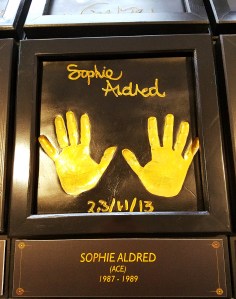 Sophie
Aldred
23/11/13
SOPHIE ALDRED
(ACE)
1987 - 1989